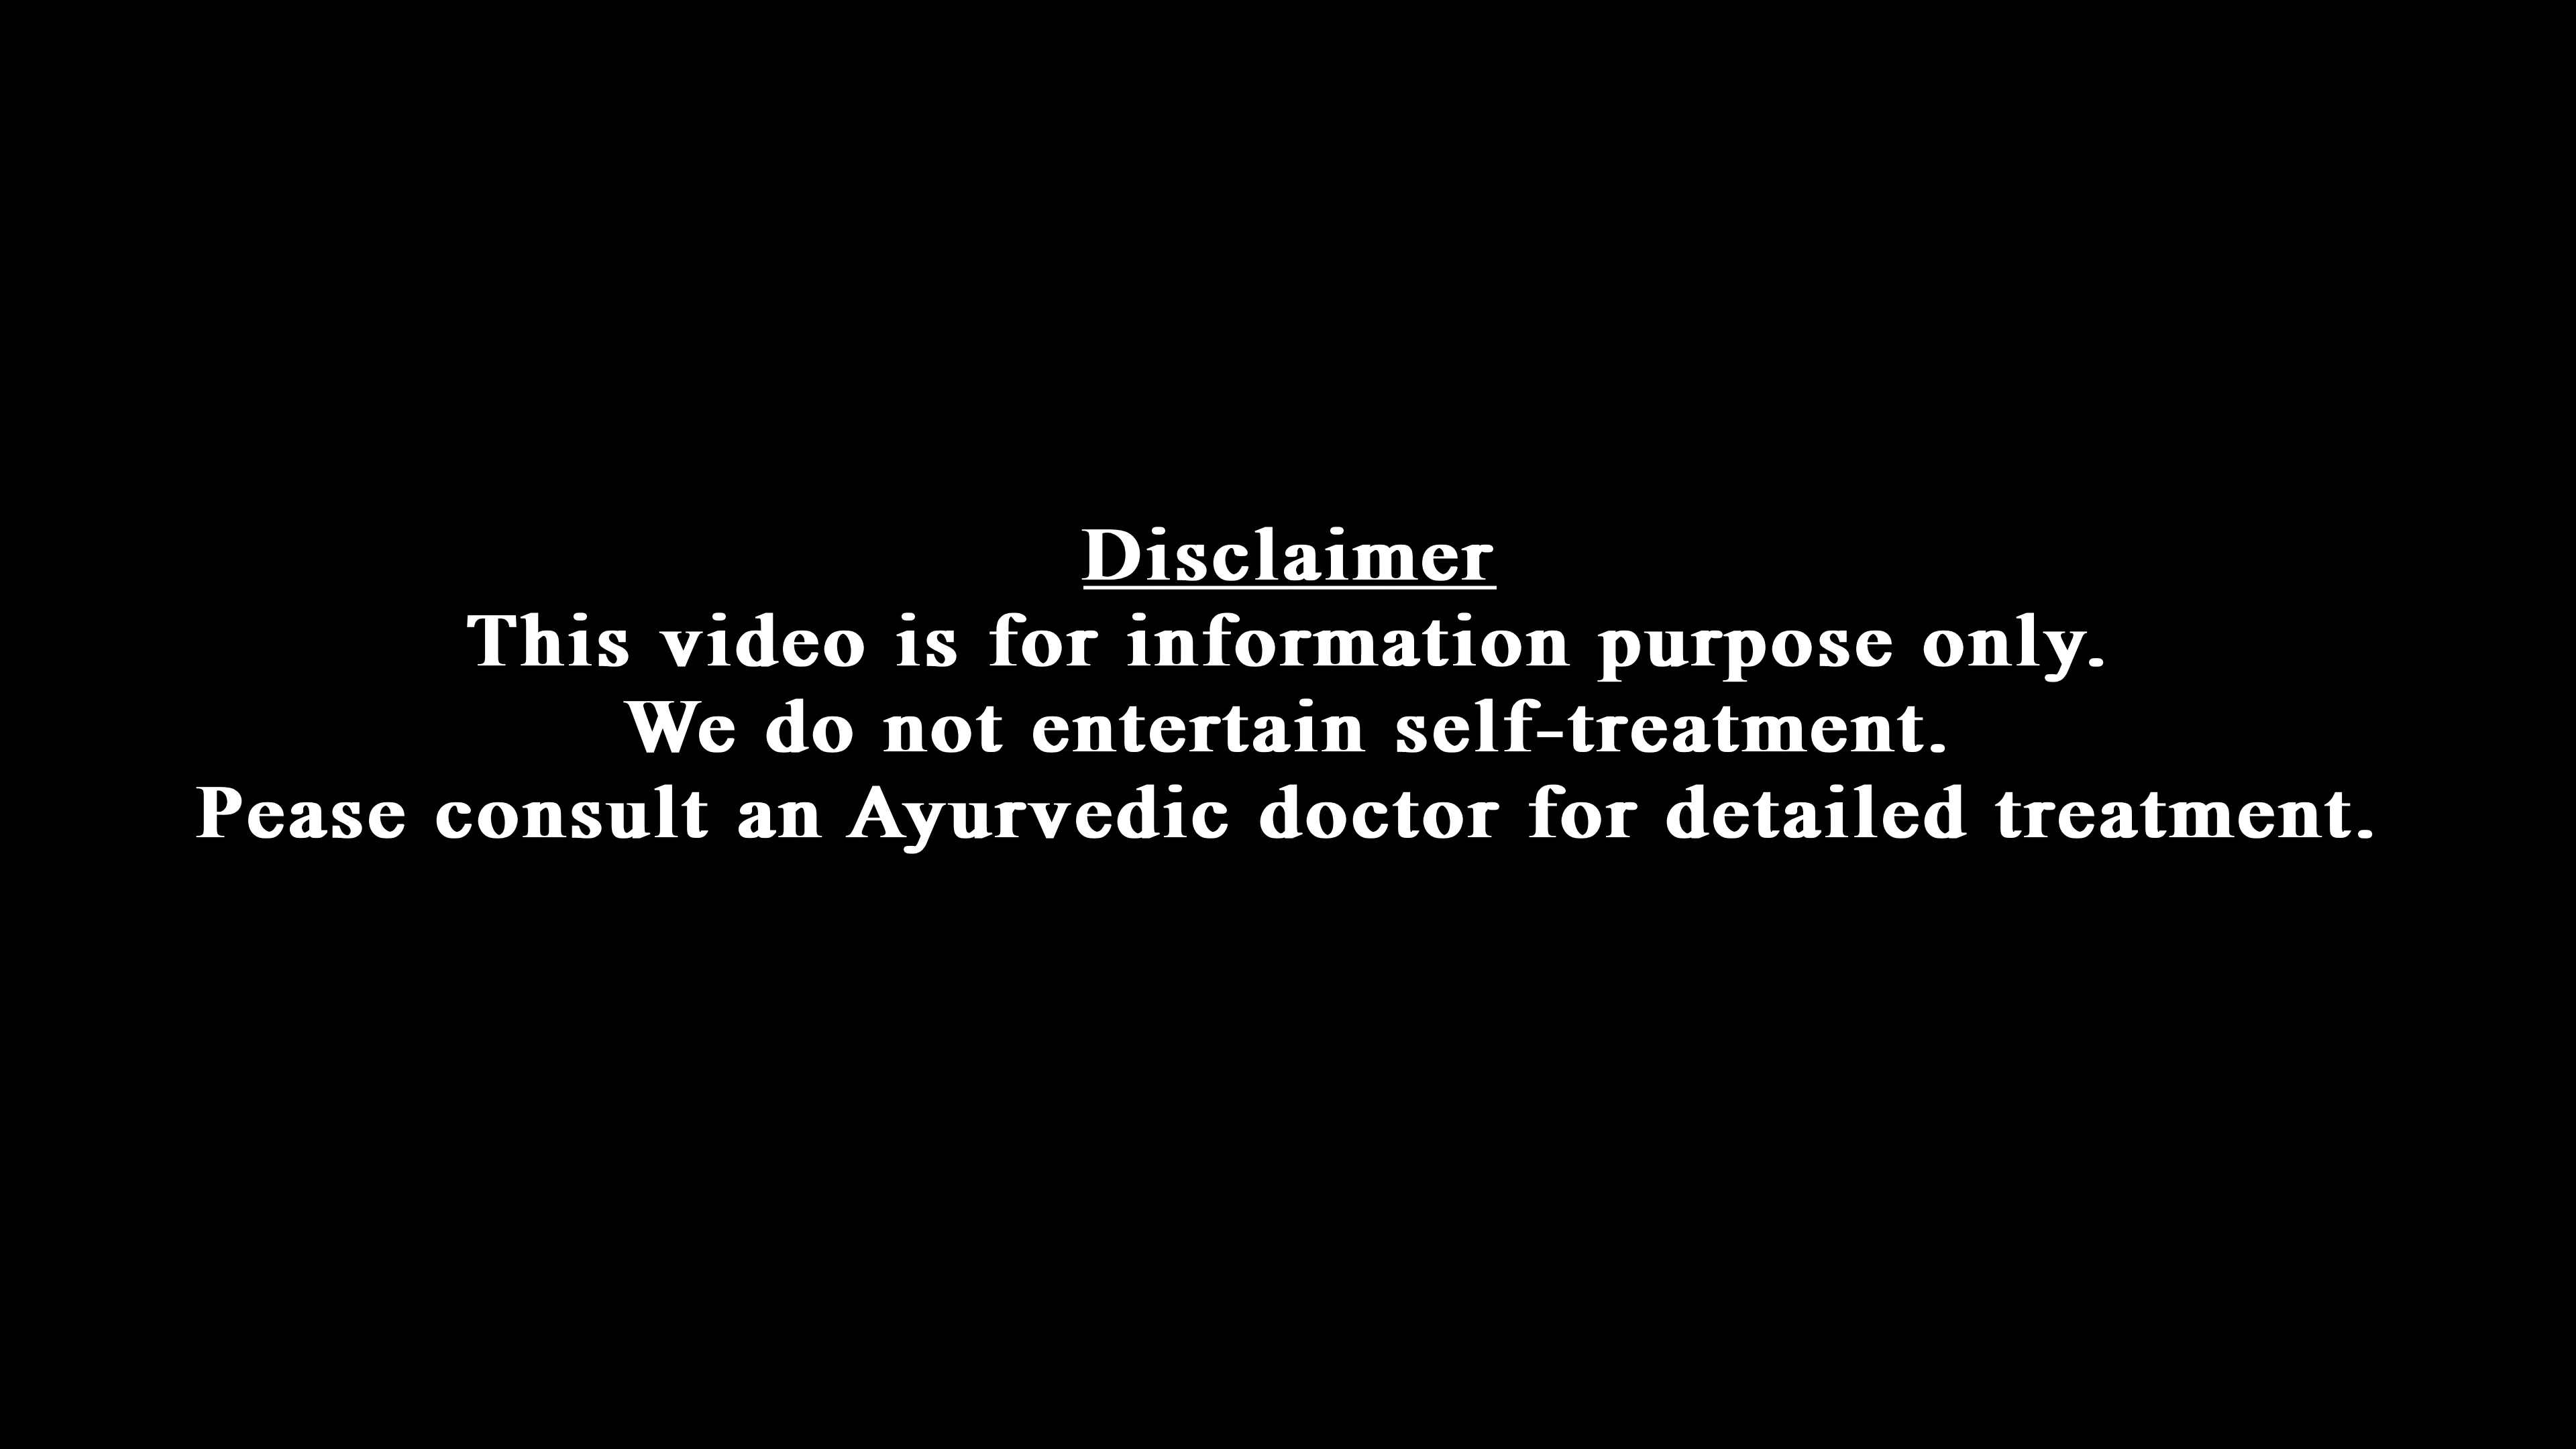 Disclaimer
This video is for information purpose only.
We do not entertain self-treatment.
Pease consult an Ayurvedic doctor for detailed treatment.